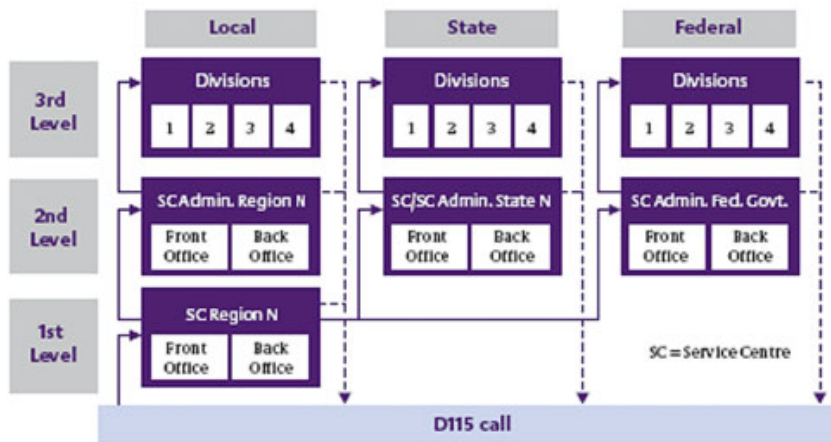 Local
State
Federal
3rd
Level
Divisions
1 2 3 4
Divisions
1 2 3 4
Divisions
1 2 3 4
2nd
Level
SC Admin. Region N
Front
Office
Back
Office
SC/SC Admin. State N
Front
Office
Back
Office
SC Admin. Fed. Govt.
Front
Office
Back
Office
1st
Level
SC Region N
Front
Office
Back
Office
SC = Service Centre
D115 call